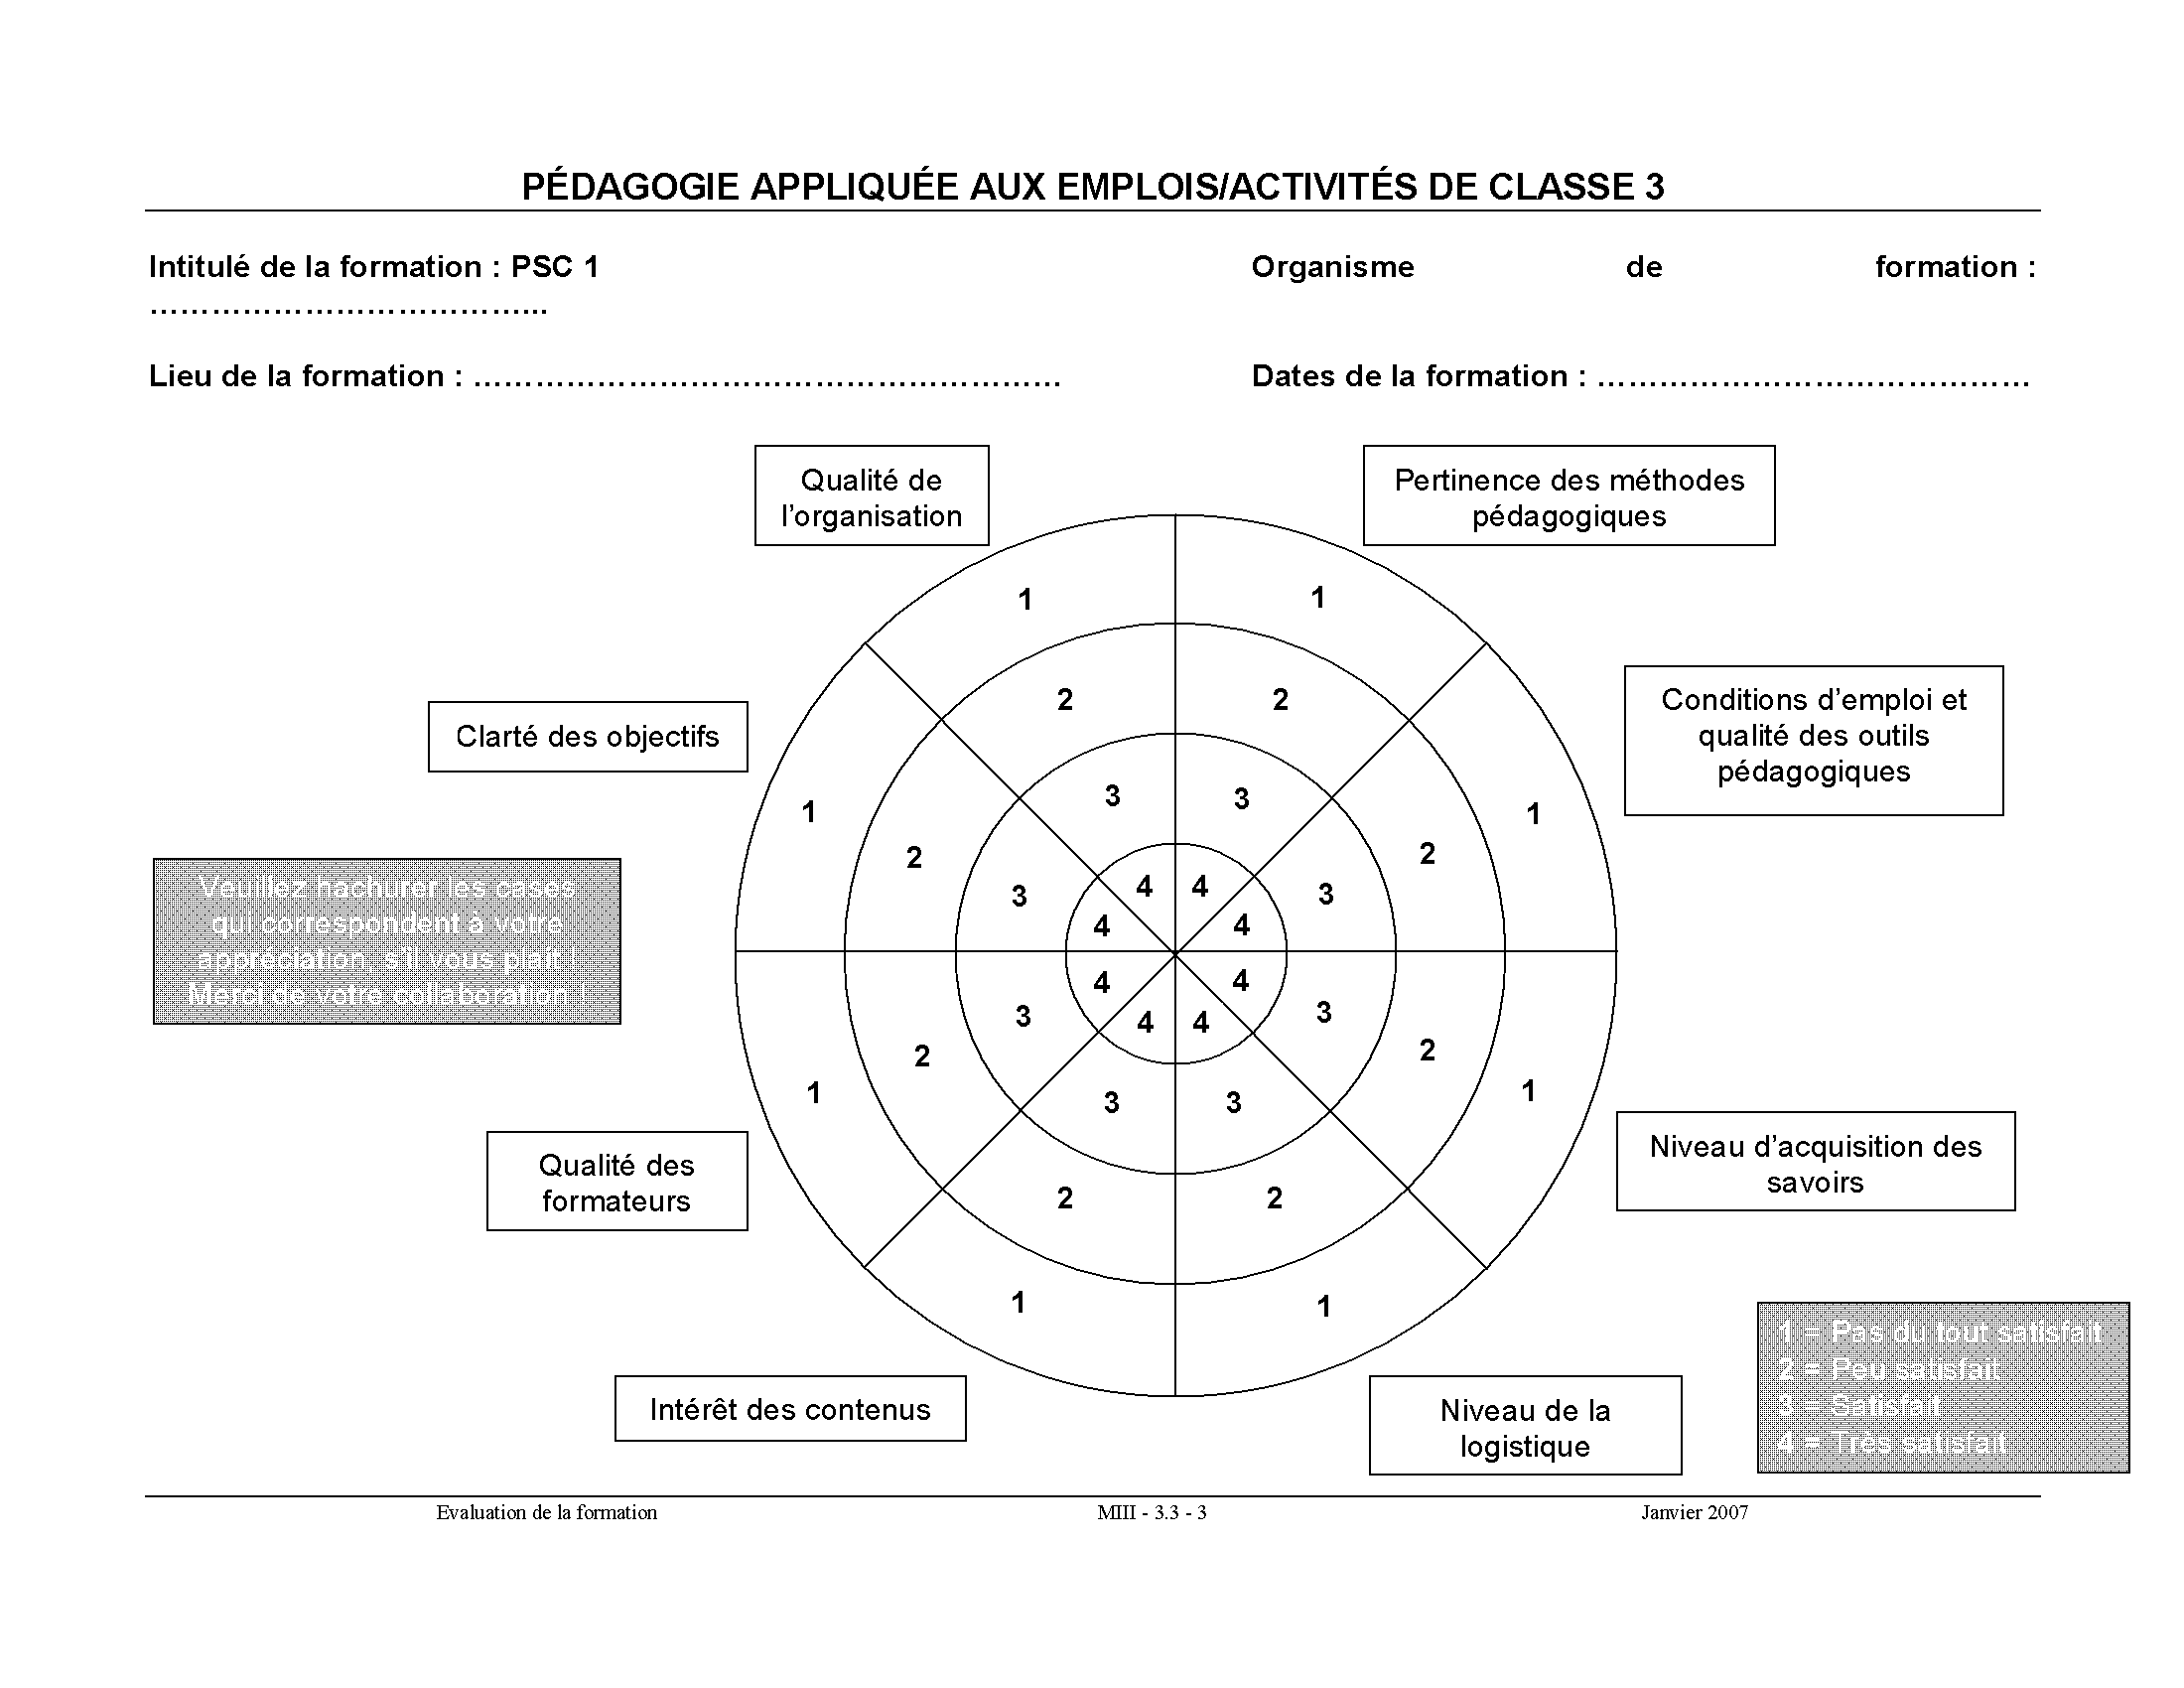 PÉDAGOGIE APPLIQUÉE AUX EMPLOIS/ACTIVITÉS DE CLASSE 3
Intitulé de la formation : PSC 1
Organisme de formation :
…………………………………..
Lieu de la formation : …………………………………………………
Dates de la formation : ……………………………………
Qualité de
l’organisation
Pertinence des méthodes
pédagogiques
1
1
Conditions d’emploi et
qualité des outils
pédagogiques
2
2
Clarté des objectifs
3
3
1
1
2
2
3
3
4
4
4
4
Veuillez hachurer les cases
qui correspondent à votre
appréciation, s'il vous plaît !
Merci de votre collaboration !
4
4
4
4
3
3
2
2
1
1
3
3
Qualité des
formateurs
Niveau d’acquisition des
savoirs
2
2
1
1
Intérêt des contenus
Niveau de la
logistique
1 = Pas du tout satisfait
2 = Peu satisfait
3 = Satisfait
4 = Très satisfait
Evaluation de la formation
MIII - 3.3 - 3
Janvier 2007